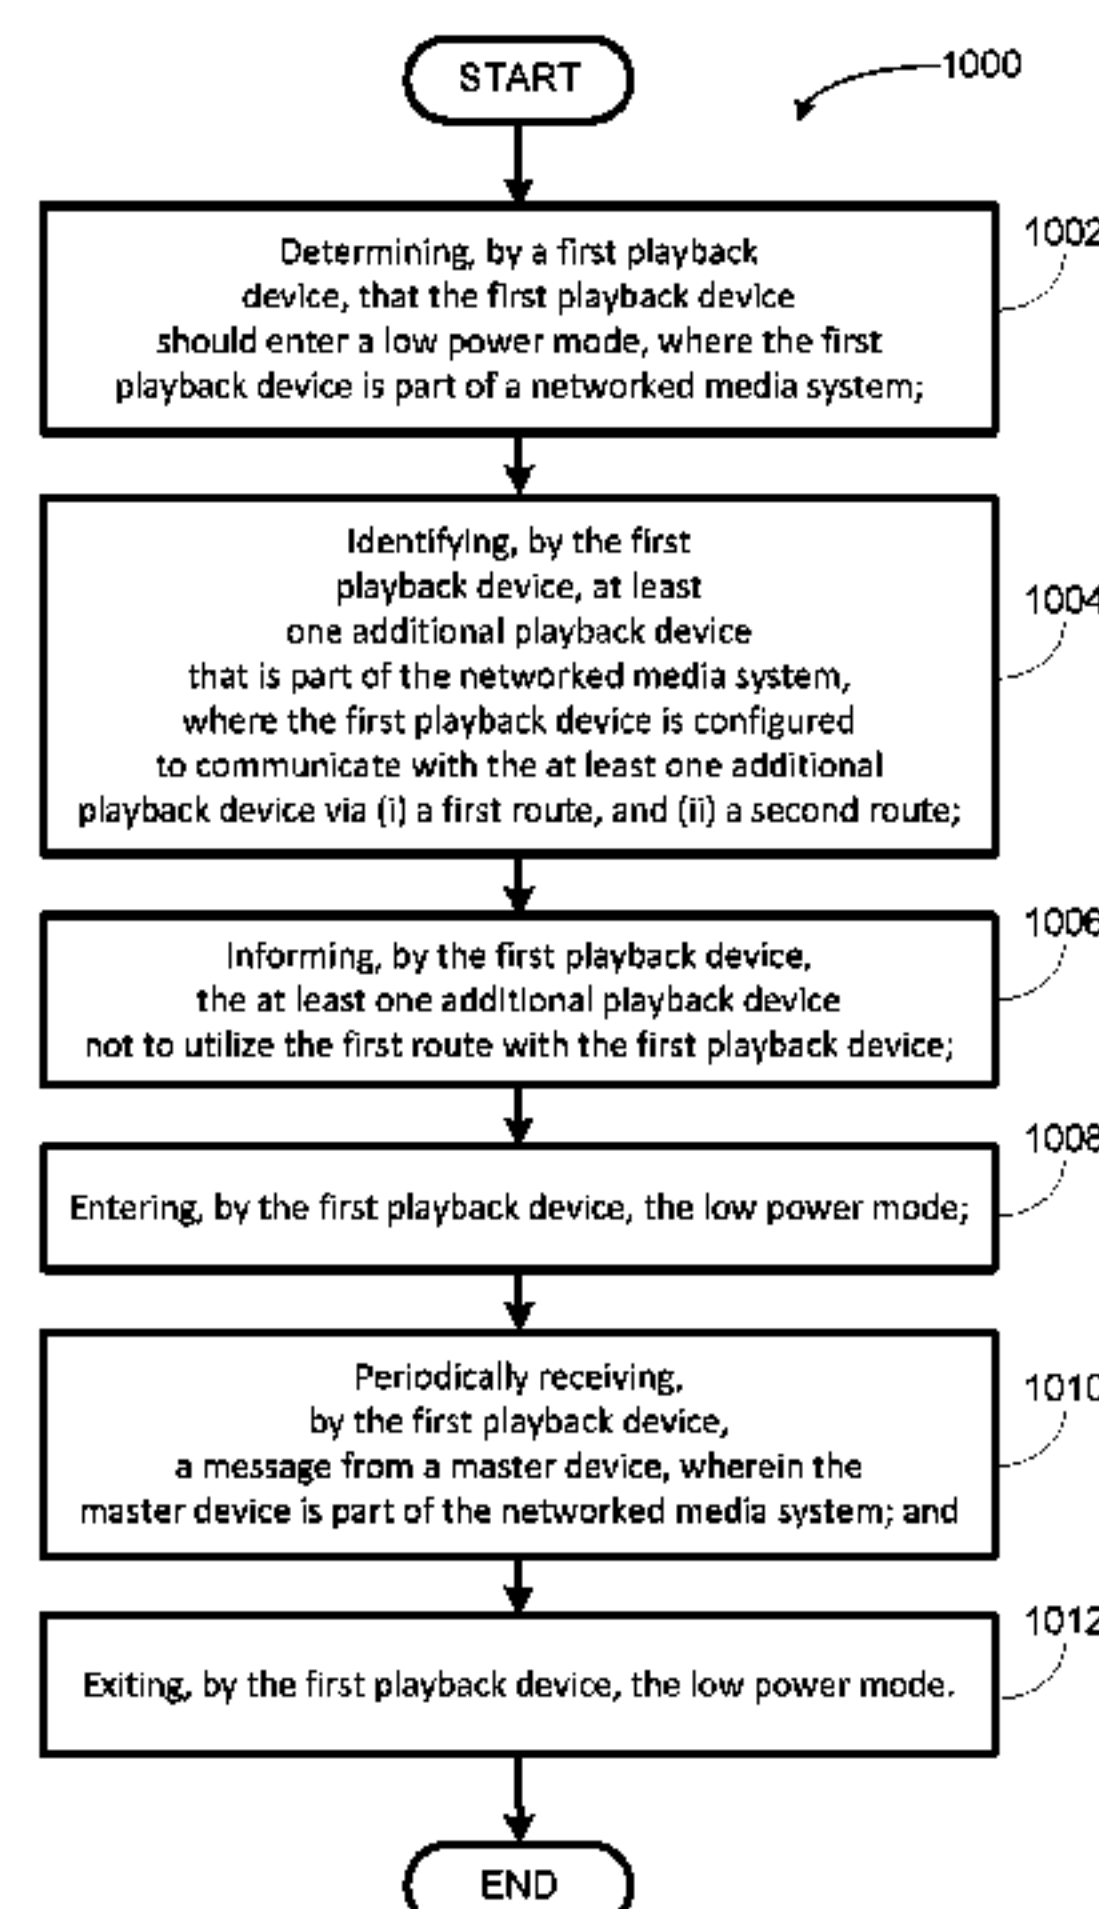 START
1000
Determining, by a first playback
device, that the first playback device
should enter a low power mode, where the first
playback device is part of a networked media system;
1002
Identifying, by the first
playback device, at least
one additional playback device
that is part of the networked media system,
where the first playback device is configured
to communicate with the at least one additional
playback device via (i) a first route, and (ii) a second route;
1004
Informing, by the first playback device,
the at least one additional playback device
not to utilize the first route with the first playback device;
1006
Entering, by the first playback device, the low power mode;
1008
Periodically receiving,
by the first playback device,
a message from a master device, wherein the
master device is part of the networked media system; and
1010
Exiting, by the first playback device, the low power mode.
1012
END